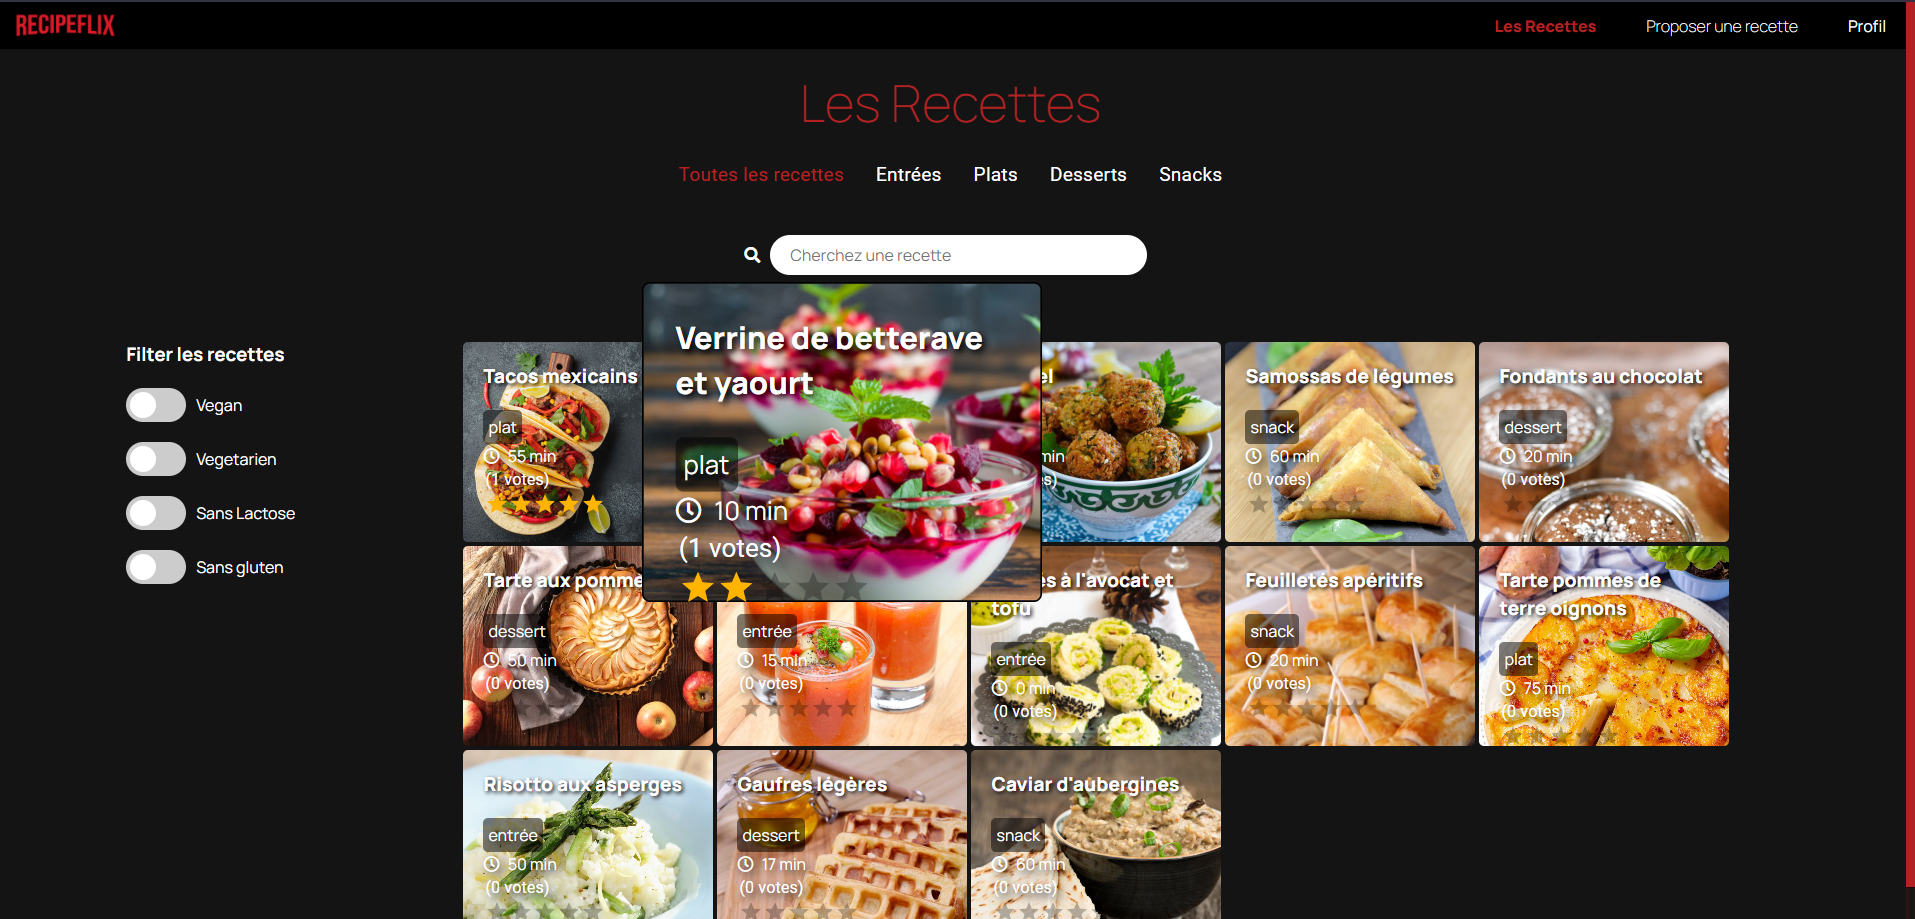 RECIPEFLIX
Les Recettes
Proposer une recette
Profil
Les Recettes
Toutes les recettes
Entrées
Plats
Desserts
Snacks
Cherchez une recette
Filter les recettes
Vegan
Vegetarien
Sans Lactose
Sans gluten
Tacos mexicains
plat
55 min
(1 votes)
Verrine de betterave
et yaourt
plat
10 min
(1 votes)
el
min
es)
Samossas de légumes
snack
60 min
(0 votes)
Fondants au chocolat
dessert
20 min
(0 votes)
Tarte aux pomme
dessert
50 min
(0 votes)
entrée
15 min
(0 votes)
es à l'avocat et
tofu
entrée
0 min
(0 votes)
Feuilletés apéritifs
snack
20 min
(0 votes)
Tarte pommes de
terre oignons
plat
75 min
(0 votes)
Risotto aux asperges
entrée
50 min
(0 votes)
Gaufres légères
dessert
17 min
(0 votes)
Caviar d'aubergines
snack
60 min
(0 votes)